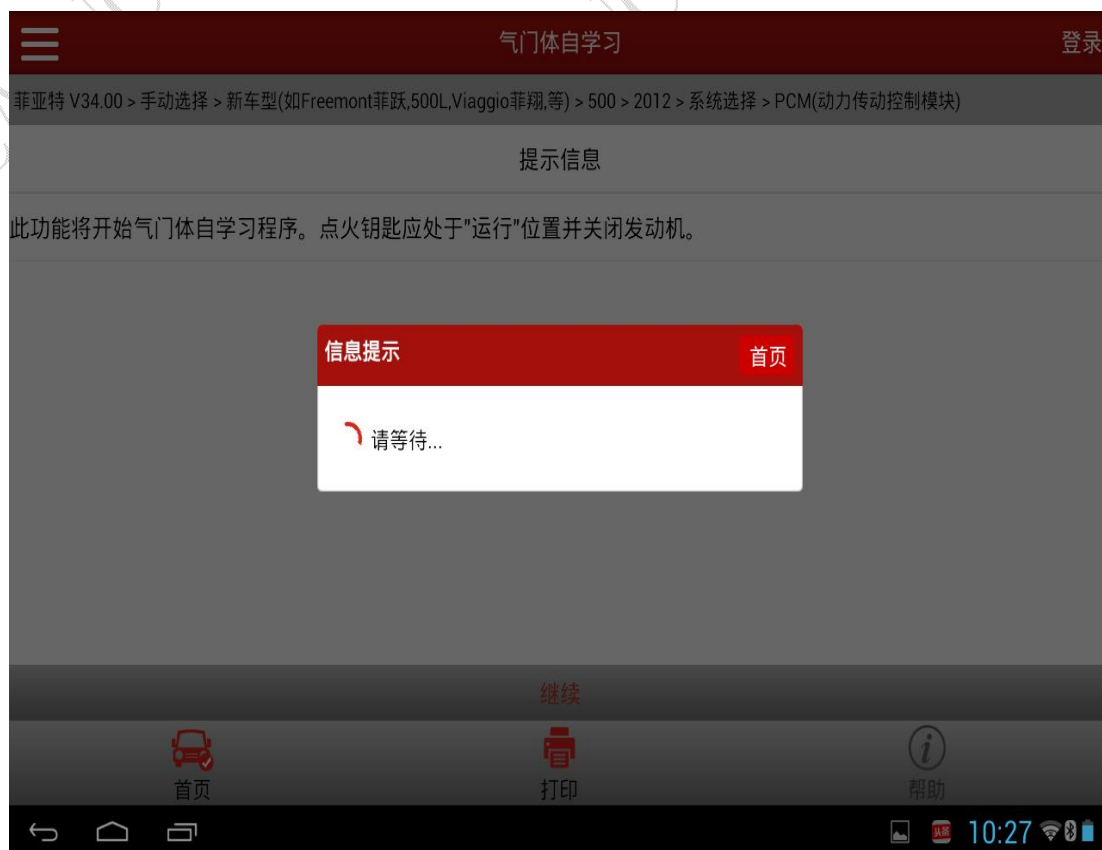 气门体自学习
登录
菲亚特 V34.00 > 手动选择 > 新车型(如Freemont菲跃,500L,Viaggio菲翔,等) > 500 > 2012 > 系统选择 > PCM(动力传动控制模块)
提示信息
此功能将开始气门体自学习程序。点火钥匙应处于"运行"位置并关闭发动机。
信息提示
首页
请等待...
继续
首页
打印
帮助
头条
10:27